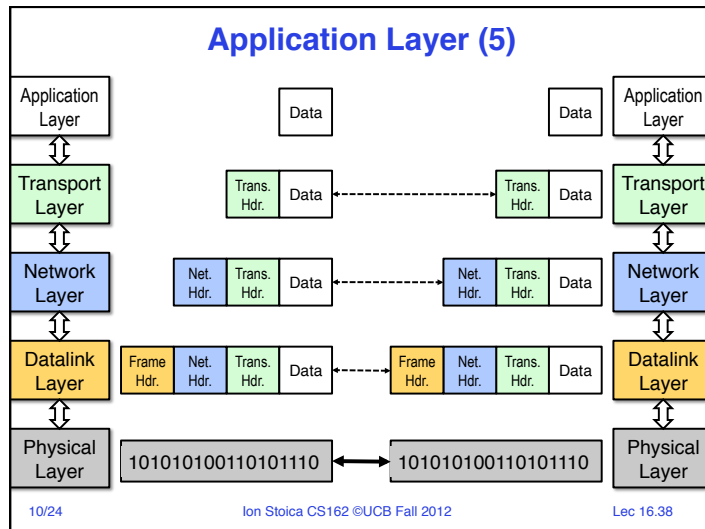 Application Layer (5)
Application
Layer
Data
Data
Application
Layer
Transport
Layer
Trans.
Hdr.
Data
Trans.
Hdr.
Data
Transport
Layer
Network
Layer
Net.
Hdr.
Trans.
Hdr.
Data
Net.
Hdr.
Trans.
Hdr.
Data
Network
Layer
Datalink
Layer
Frame
Hdr.
Net.
Hdr.
Trans.
Hdr.
Data
Frame
Hdr.
Net.
Hdr.
Trans.
Hdr.
Data
Datalink
Layer
Physical
Layer
101010100110101110
101010100110101110
Physical
Layer
10/24
Ion Stoica CS162 ©UCB Fall 2012
Lec 16.38